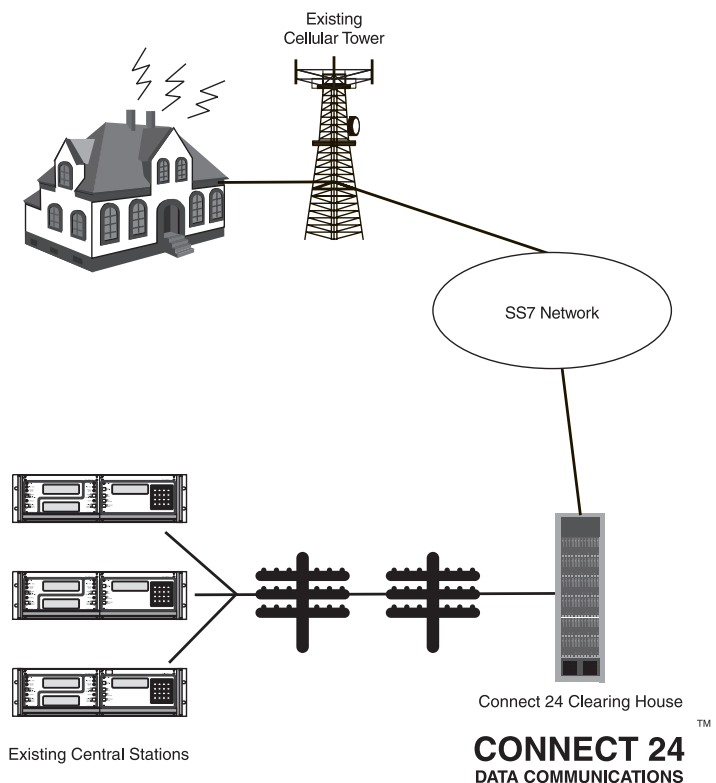 Existing
Cellular Tower
SS7 Network
Connect 24 Clearing House
Existing Central Stations
™
CONNECT 24
DATA COMMUNICATIONS